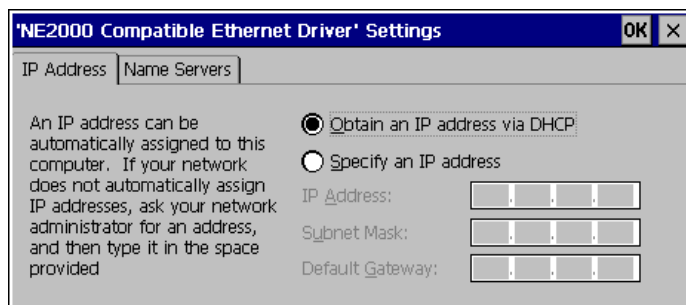 'NE2000 Compatible Ethernet Driver' Settings OK ×
IP Address Name Servers
An IP address can be
automatically assigned to this
computer. If your network
does not automatically assign
IP addresses, ask your network
administrator for an address,
and then type it in the space
provided
Obtain an IP address via DHCP
Specify an IP address
IP Address:
Subnet Mask:
Default Gateway: